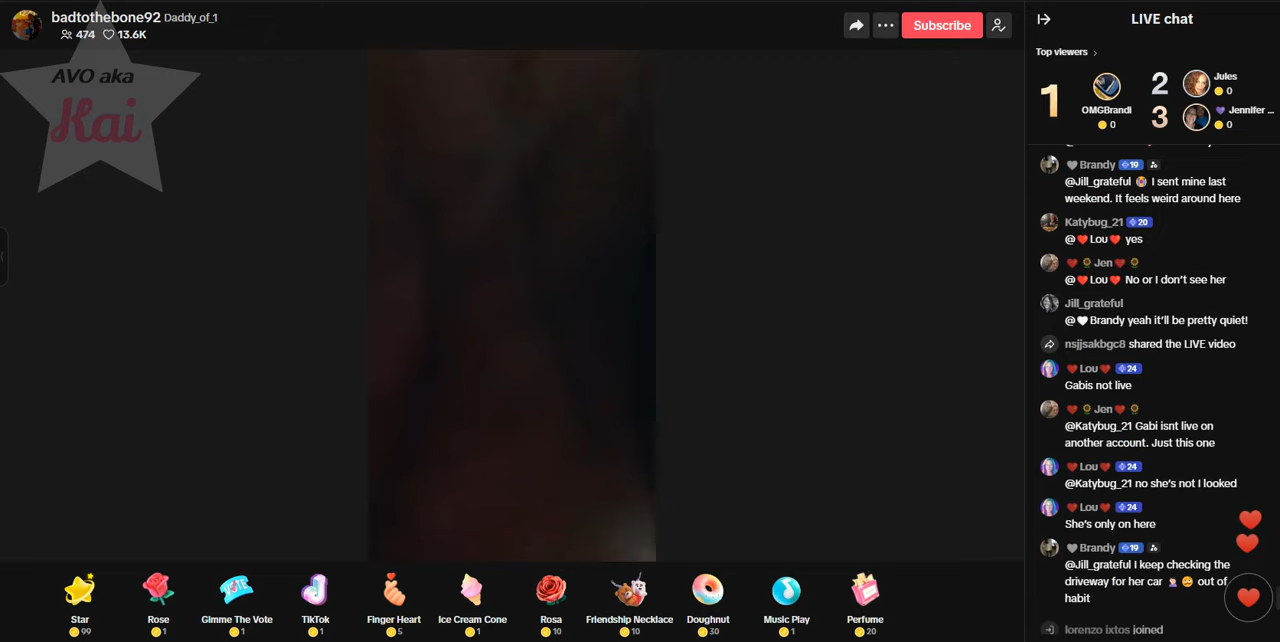 badtothebone92 Daddy_of_1
474 13.6K
AVO aka
Kai
Subscribe
LIVE chat
Top viewers
1
OMGBrandi
0
2
Jules
0
3
Jennifer ...
0
Brandy 19
@Jill_grateful 😭 I sent mine last
weekend. It feels weird around here
Katybug_21 20
@❤️Lou❤️ yes
❤️🌻Jen❤️🌻
@❤️Lou❤️ No or I don't see her
Jill_grateful
@🤍Brandy yeah it'll be pretty quiet!
nsjjsakbgc8 shared the LIVE video
❤️Lou❤️ 24
Gabis not live
❤️🌻Jen❤️🌻
@Katybug_21 Gabi isnt live on
another account. Just this one
❤️Lou❤️ 24
@Katybug_21 no she's not I looked
❤️Lou❤️ 24
She's only on here
🤍Brandy 19
@Jill_grateful I keep checking the
driveway for her car 🤦🏻‍♀️😩 out of
habit
lorenzo ixtos joined
Star
99
Rose
1
Gimme The Vote
1
TikTok
1
Finger Heart
5
Ice Cream Cone
1
Rosa
10
Friendship Necklace
10
Doughnut
30
Music Play
1
Perfume
20